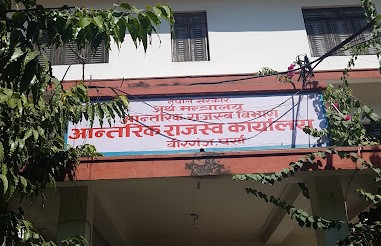 नेपाल सरकार
अर्थ मन्त्रालय
आन्तरिक राजस्व विभाग
आन्तरिक राजस्व कार्यालय
वीरगंज, पर्सा